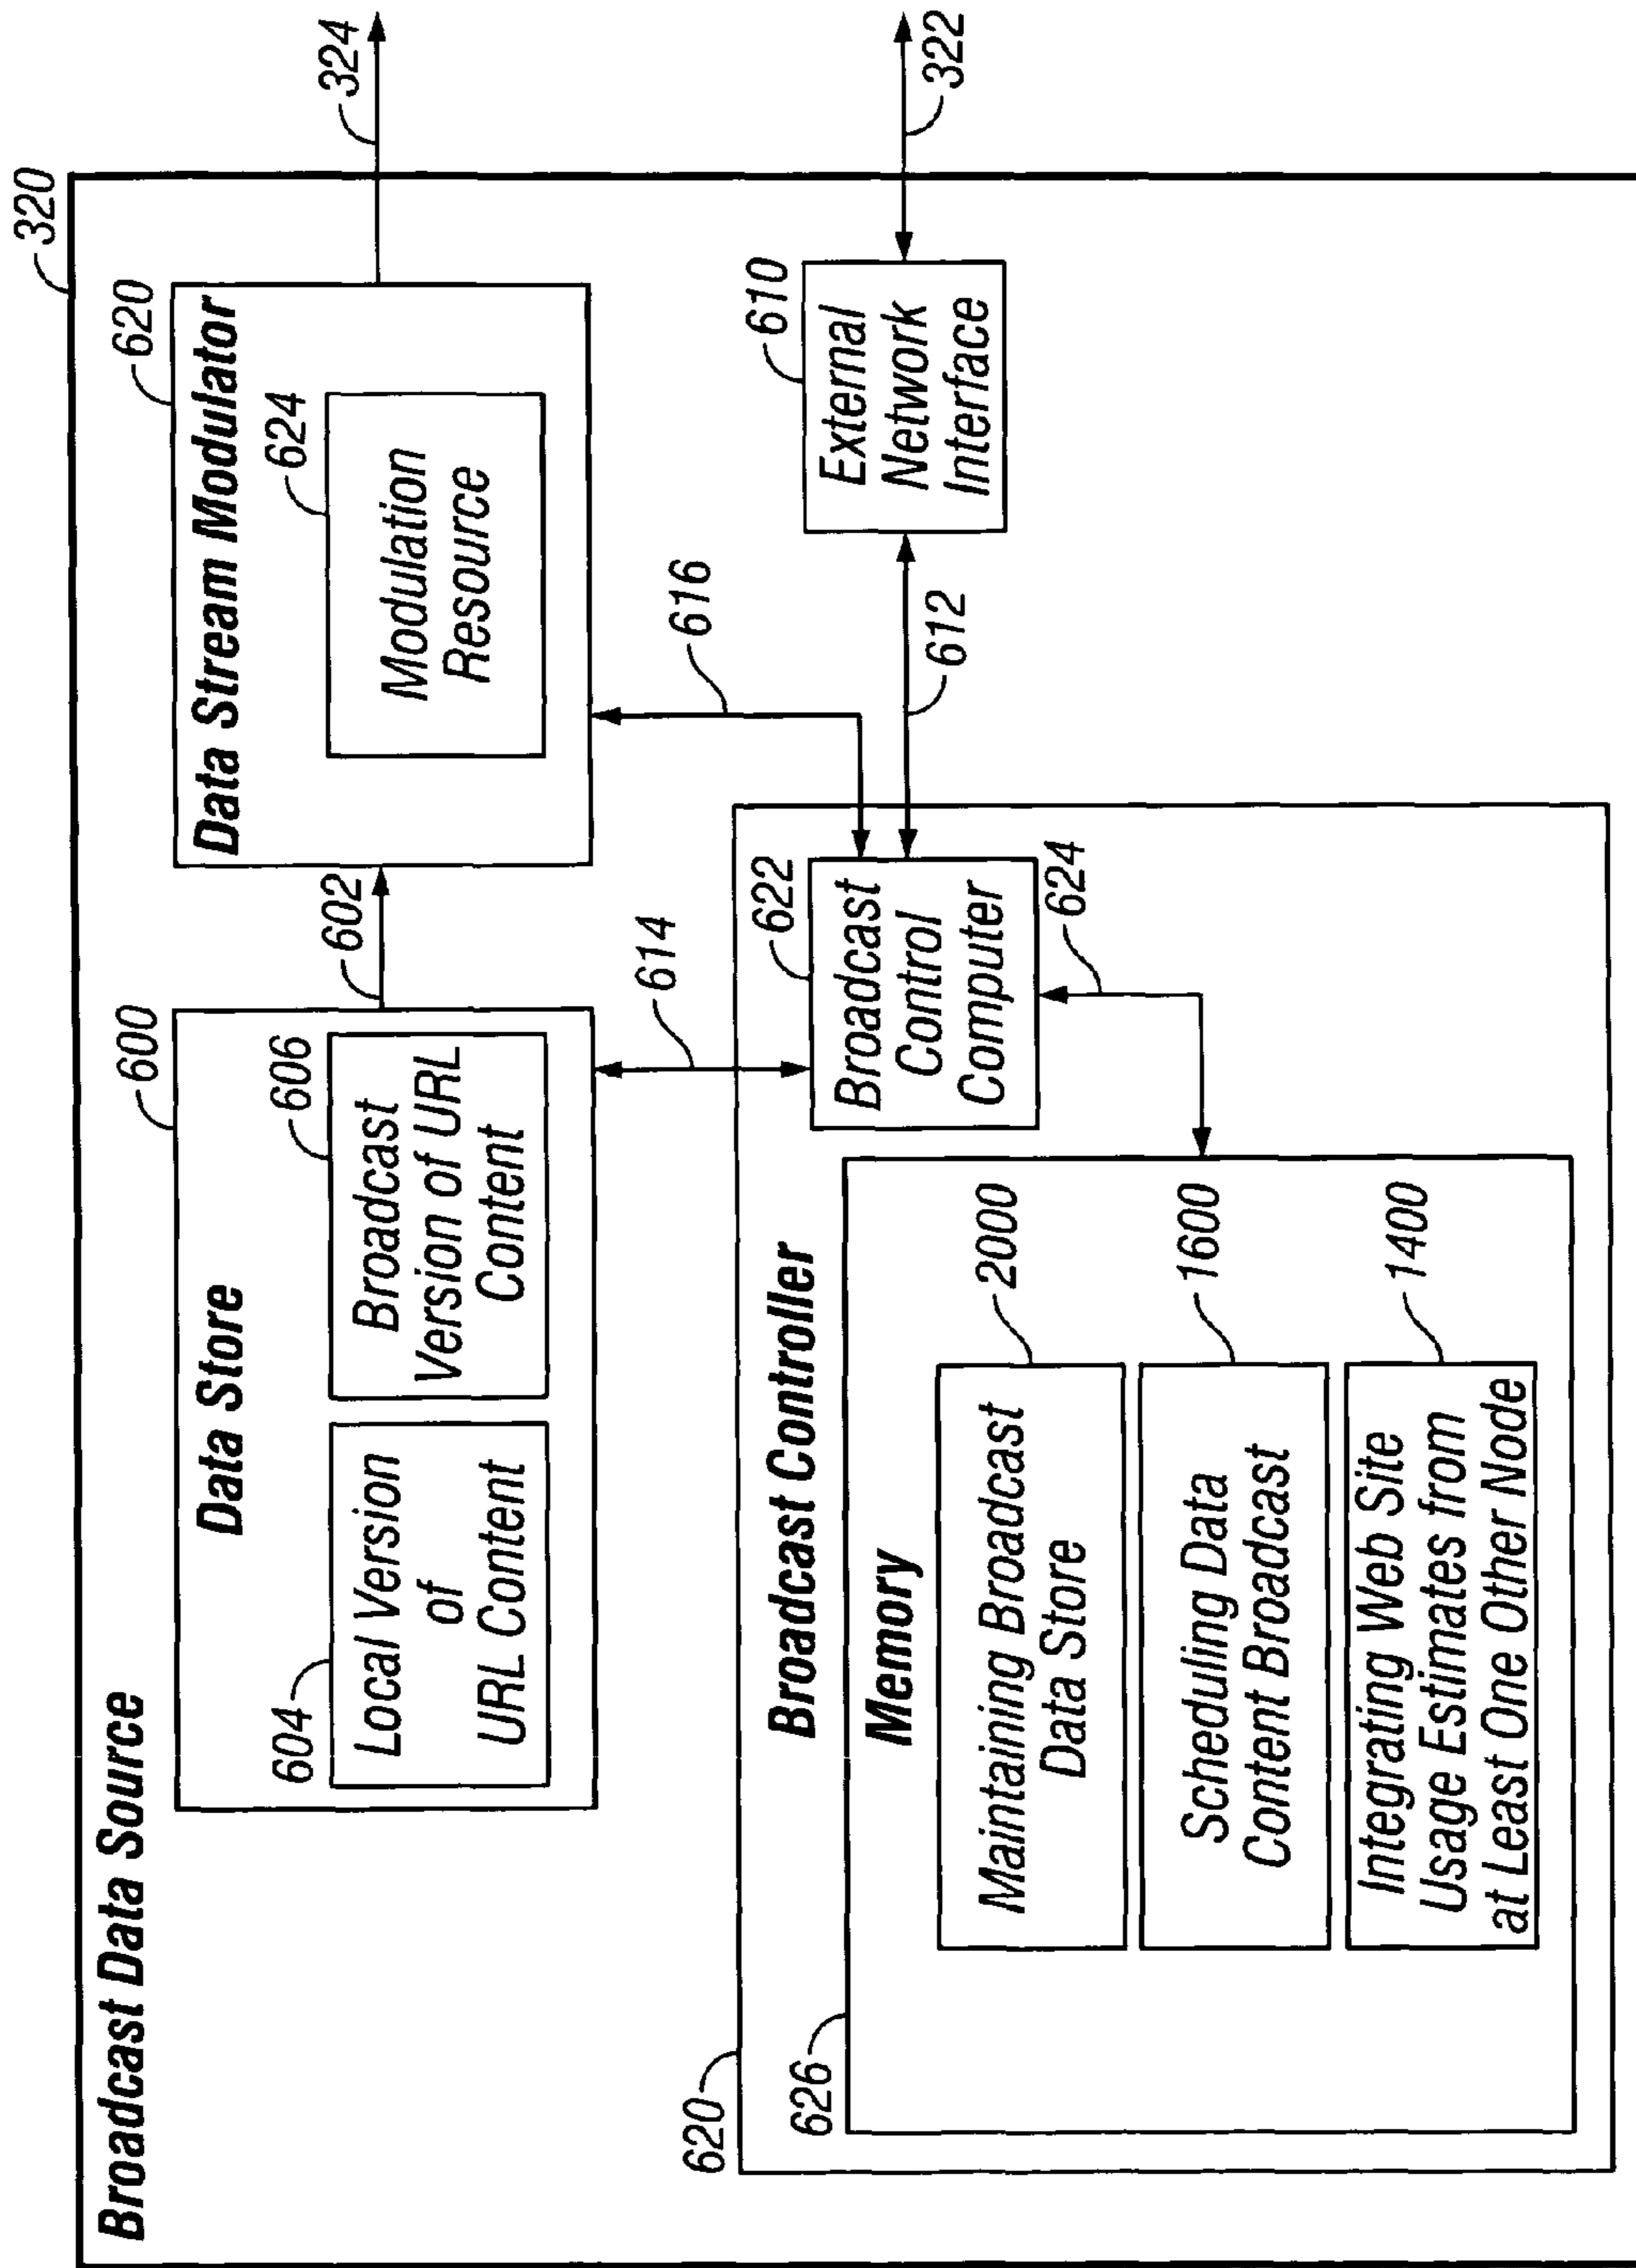 Broadcast Data Source
320
Data Store
600
604
Local Version
of
URL Content
606
Broadcast
Version of URL
Content
602
Data Stream Modulator
620
624
Modulation
Resource
324
614
616
620
Broadcast Controller
622
Broadcast
Control
Computer
612
610
External
Network
Interface
322
624
626
Memory
Maintaining Broadcast
Data Store
2000
Scheduling Data
Content Broadcast
1600
Integrating Web Site
Usage Estimates from
at Least One Other Node
1400